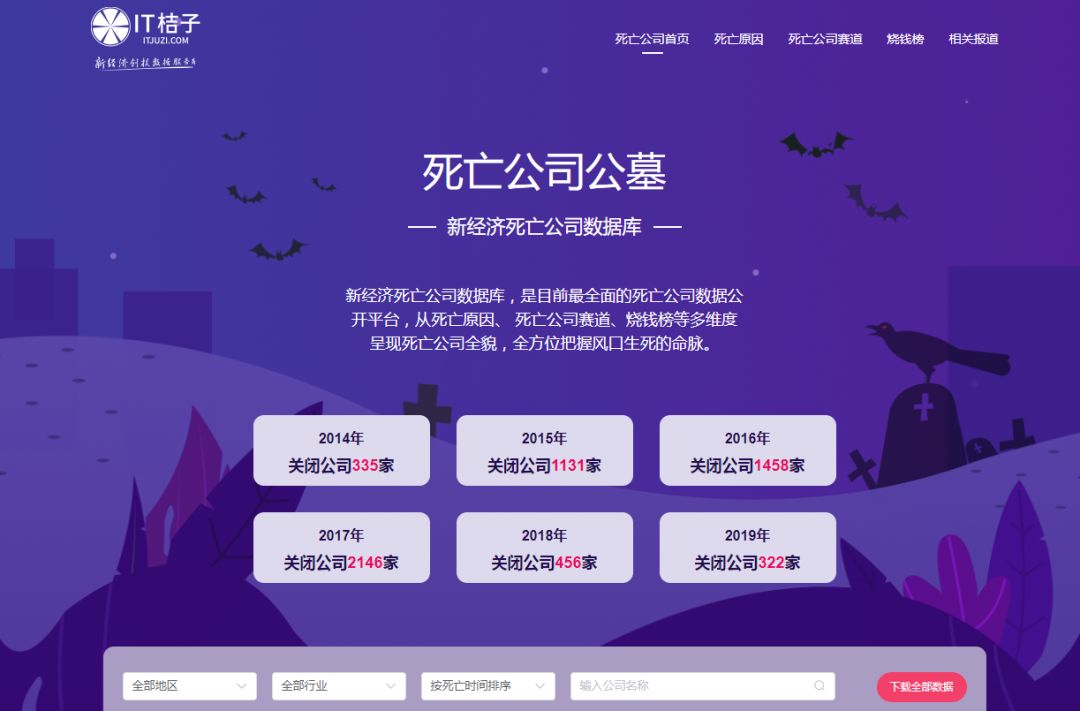 IT桔子
ITJUZI.COM
新经济创投数据服务商
死亡公司首页 死亡原因 死亡公司赛道 烧钱榜 相关报道
死亡公司公墓
新经济死亡公司数据库
新经济死亡公司数据库，是目前最全面的死亡公司数据公
开平台，从死亡原因、 死亡公司赛道、烧钱榜等多维度
呈现死亡公司全貌，全方位把握风口生死的命脉。
2014年 2015年 2016年
关闭公司335家 关闭公司1131家 关闭公司1458家
2017年 2018年 2019年
关闭公司2146家 关闭公司456家 关闭公司322家
全部地区 全部行业 按死亡时间排序 输入公司名称 下载全部数据